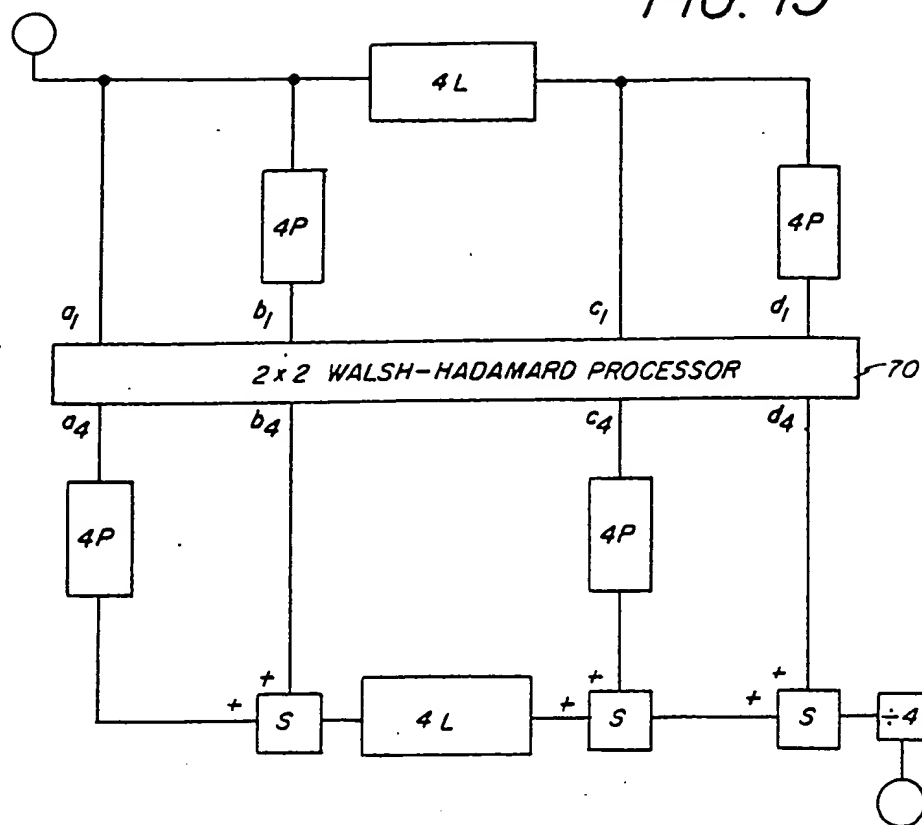 FIG. 15
4L
4P
4P
a1 b1 c1 d1
2x2 WALSH-HADAMARD PROCESSOR
70
a4 b4 c4 d4
4P
4P
+ + S
4L
+ + S
+ + S
÷4